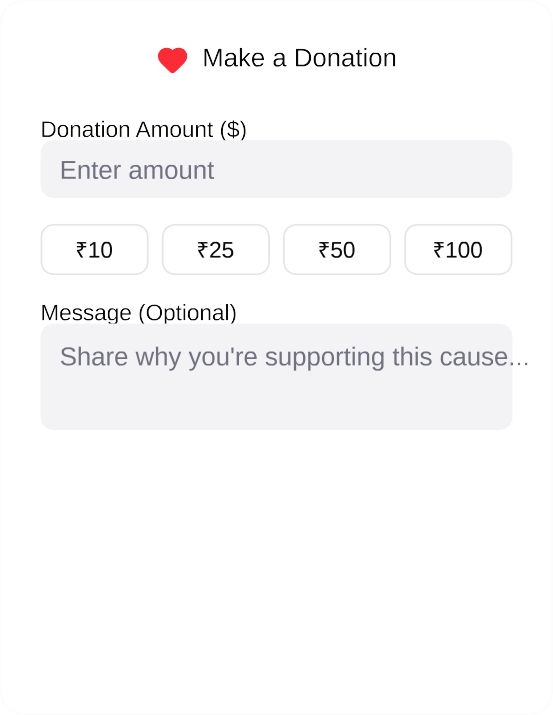 Make a Donation
Donation Amount ($)
Enter amount
₹10 ₹25 ₹50 ₹100
Message (Optional)
Share why you're supporting this cause...